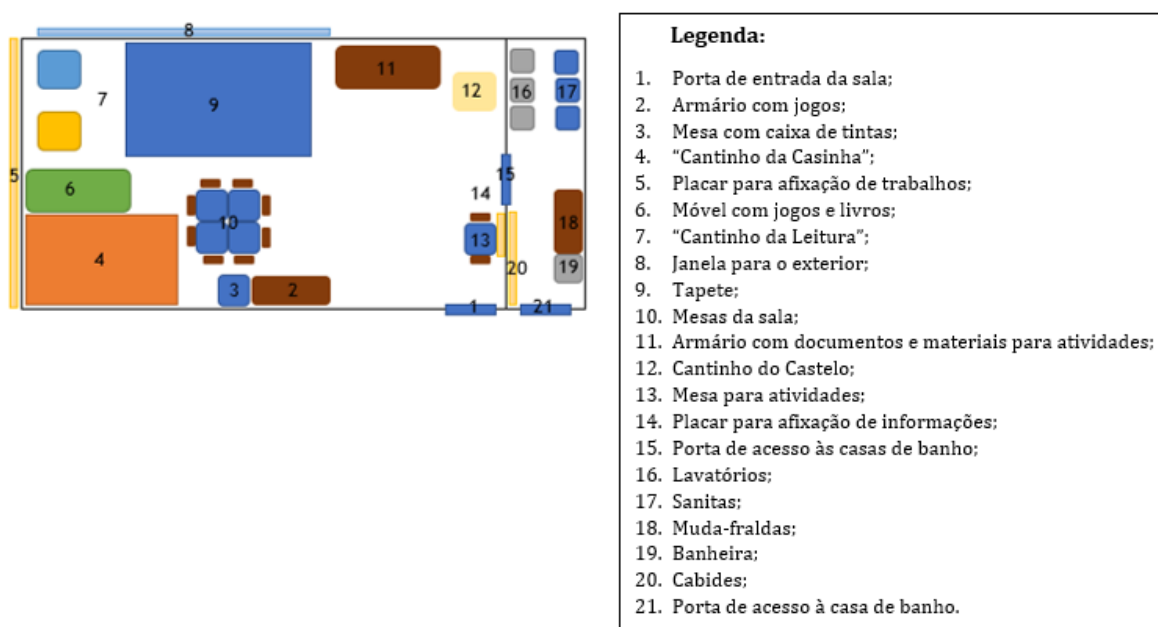 8
11
12
16
17
7
9
5
6
15
14
10
18
13
4
20
19
3
2
1
21
Legenda:
1. Porta de entrada da sala;
2. Armário com jogos;
3. Mesa com caixa de tintas;
4. “Cantinho da Casinha”;
5. Placar para afixação de trabalhos;
6. Móvel com jogos e livros;
7. “Cantinho da Leitura”;
8. Janela para o exterior;
9. Tapete;
10. Mesas da sala;
11. Armário com documentos e materiais para atividades;
12. Cantinho do Castelo;
13. Mesa para atividades;
14. Placar para afixação de informações;
15. Porta de acesso às casas de banho;
16. Lavatórios;
17. Sanitas;
18. Muda-fraldas;
19. Banheira;
20. Cabides;
21. Porta de acesso à casa de banho.